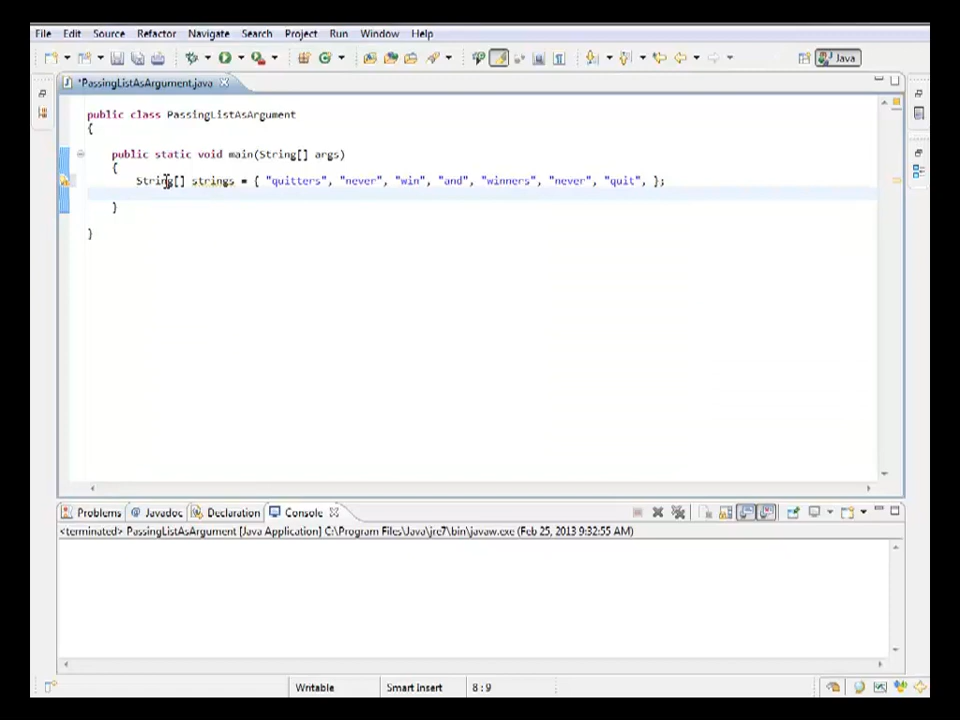 File Edit Source Refactor Navigate Search Project Run Window Help
Java
*PassingListAsArgument.java
public class PassingListAsArgument
{
public static void main(String[] args)
{
String[] strings = { "quitters", "never", "win", "and", "winners", "never", "quit", };
}
}
Problems @ Javadoc Declaration Console
<terminated> PassingListAsArgument [Java Application] C:\Program Files\Java\jre7\bin\javaw.exe (Feb 25, 2013 9:32:55 AM)
Writable Smart Insert 8:9